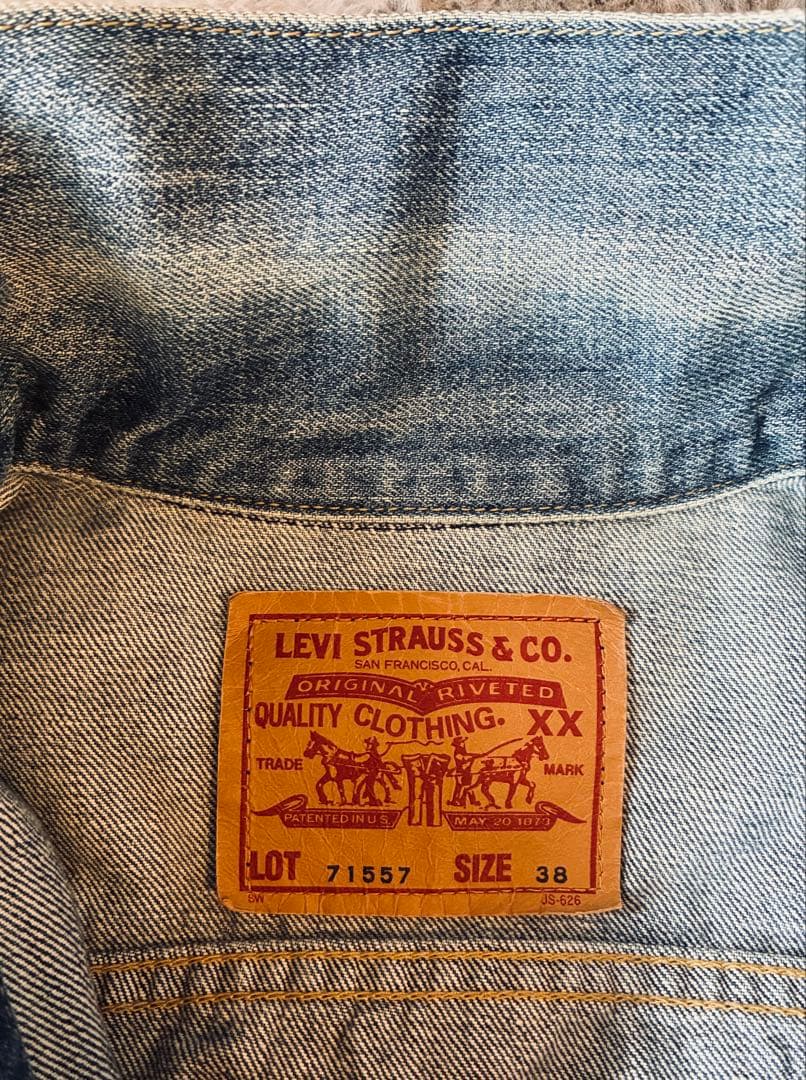 LEVI STRAUSS & CO.
SAN FRANCISCO, CAL.
ORIGINAL RIVETED
QUALITY CLOTHING. XX
TRADE MARK
PATENTED IN U.S. MAY 20 1873
LOT 71557 SIZE 38
SW JS-626